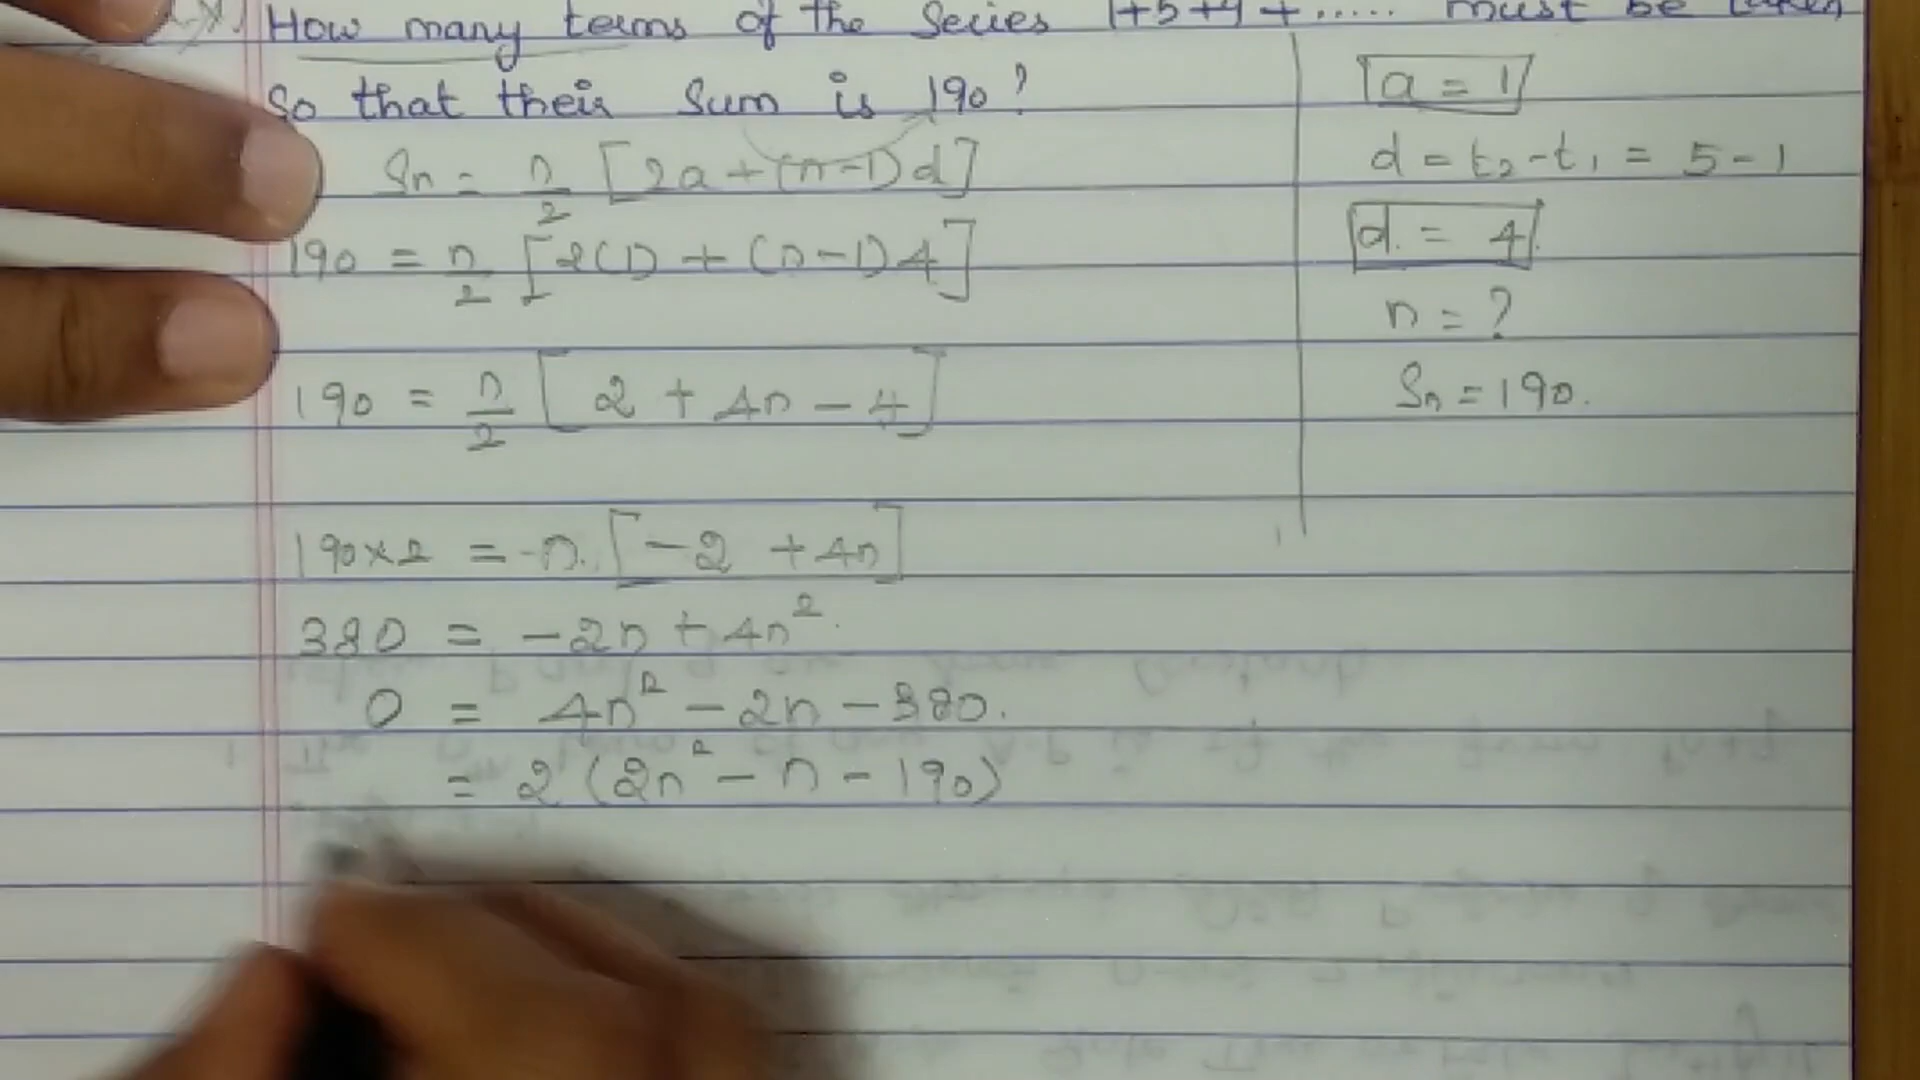 How many terms of the Series 1+5+9+..... must be taken
So that their Sum is 190?
Sn = n/2 [2a+(n-1)d]
190 = n/2 [2(1) + (n-1)4]
190 = n/2 [2 + 4n - 4]
190×2 = n. [-2 + 4n]
380 = -2n + 4n²
0 = 4n² - 2n - 380.
= 2 (2n² - n - 190)
a = 1
d = t₂-t₁ = 5-1
d = 4
n = ?
Sn = 190.